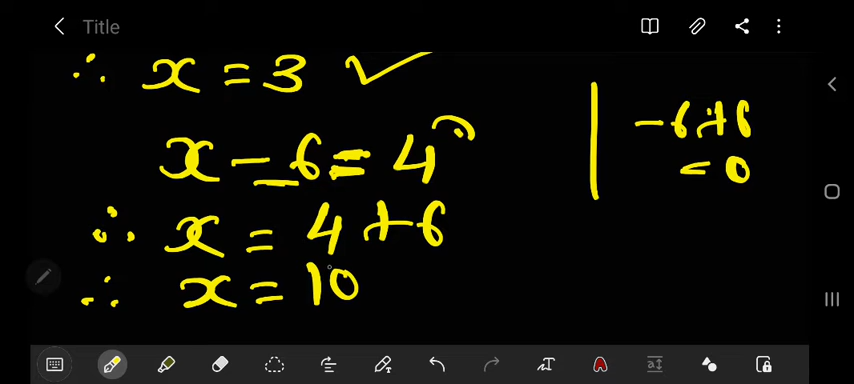 Title
∴ x = 3 ✓
x - 6 = 4
∴ x = 4 + 6
∴ x = 10
- 6 + 6
= 0